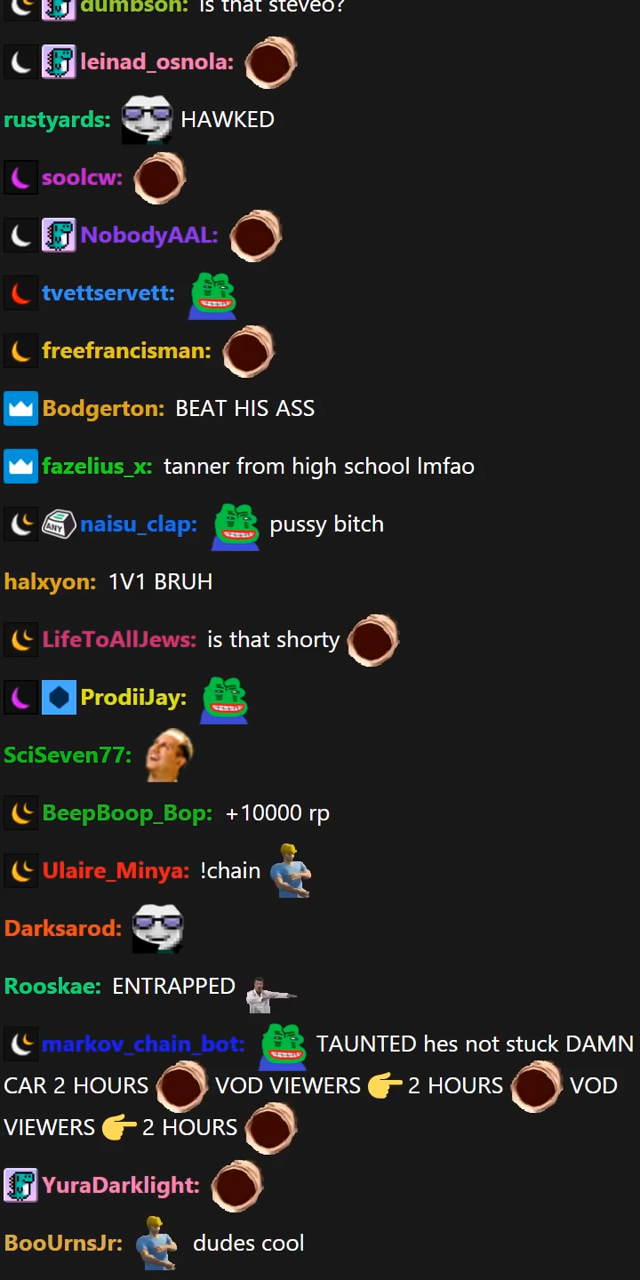 dumbson: is that steveo?
leinad_osnola:
rustyards: HAWKED
soolcw:
NobodyAAL:
tvettservett:
freefrancisman:
Bodgerton: BEAT HIS ASS
fazelius_x: tanner from high school lmfao
ANY naisu_clap: pussy bitch
halxyon: 1V1 BRUH
LifeToAllJews: is that shorty
ProdiiJay:
SciSeven77:
BeepBoop_Bop: +10000 rp
Ulaire_Minya: !chain
Darksarod:
Rooskae: ENTRAPPED
markov_chain_bot: TAUNTED hes not stuck DAMN
CAR 2 HOURS VOD VIEWERS 👉 2 HOURS VOD
VIEWERS 👉 2 HOURS
YuraDarklight:
BooUrnsJr: dudes cool